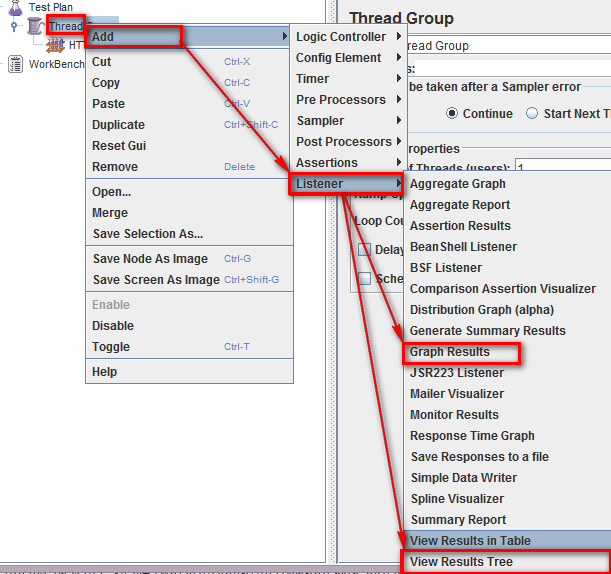 Test Plan
Thread
HT
WorkBench
Add
Cut Ctrl-X
Copy Ctrl-C
Paste Ctrl-V
Duplicate Ctrl+Shift-C
Reset Gui
Remove Delete
Open...
Merge
Save Selection As...
Save Node As Image Ctrl-G
Save Screen As Image Ctrl+Shift-G
Enable
Disable
Toggle Ctrl-T
Help
Logic Controller
Config Element
Timer
Pre Processors
Sampler
Post Processors
Assertions
Listener
Thread Group
read Group
be taken after a Sampler error
Continue Start Next T
roperties
of Threads (users): 1
Loop Cou
Delay
Sche
Aggregate Graph
Aggregate Report
Assertion Results
BeanShell Listener
BSF Listener
Comparison Assertion Visualizer
Distribution Graph (alpha)
Generate Summary Results
Graph Results
JSR223 Listener
Mailer Visualizer
Monitor Results
Response Time Graph
Save Responses to a file
Simple Data Writer
Spline Visualizer
Summary Report
View Results in Table
View Results Tree